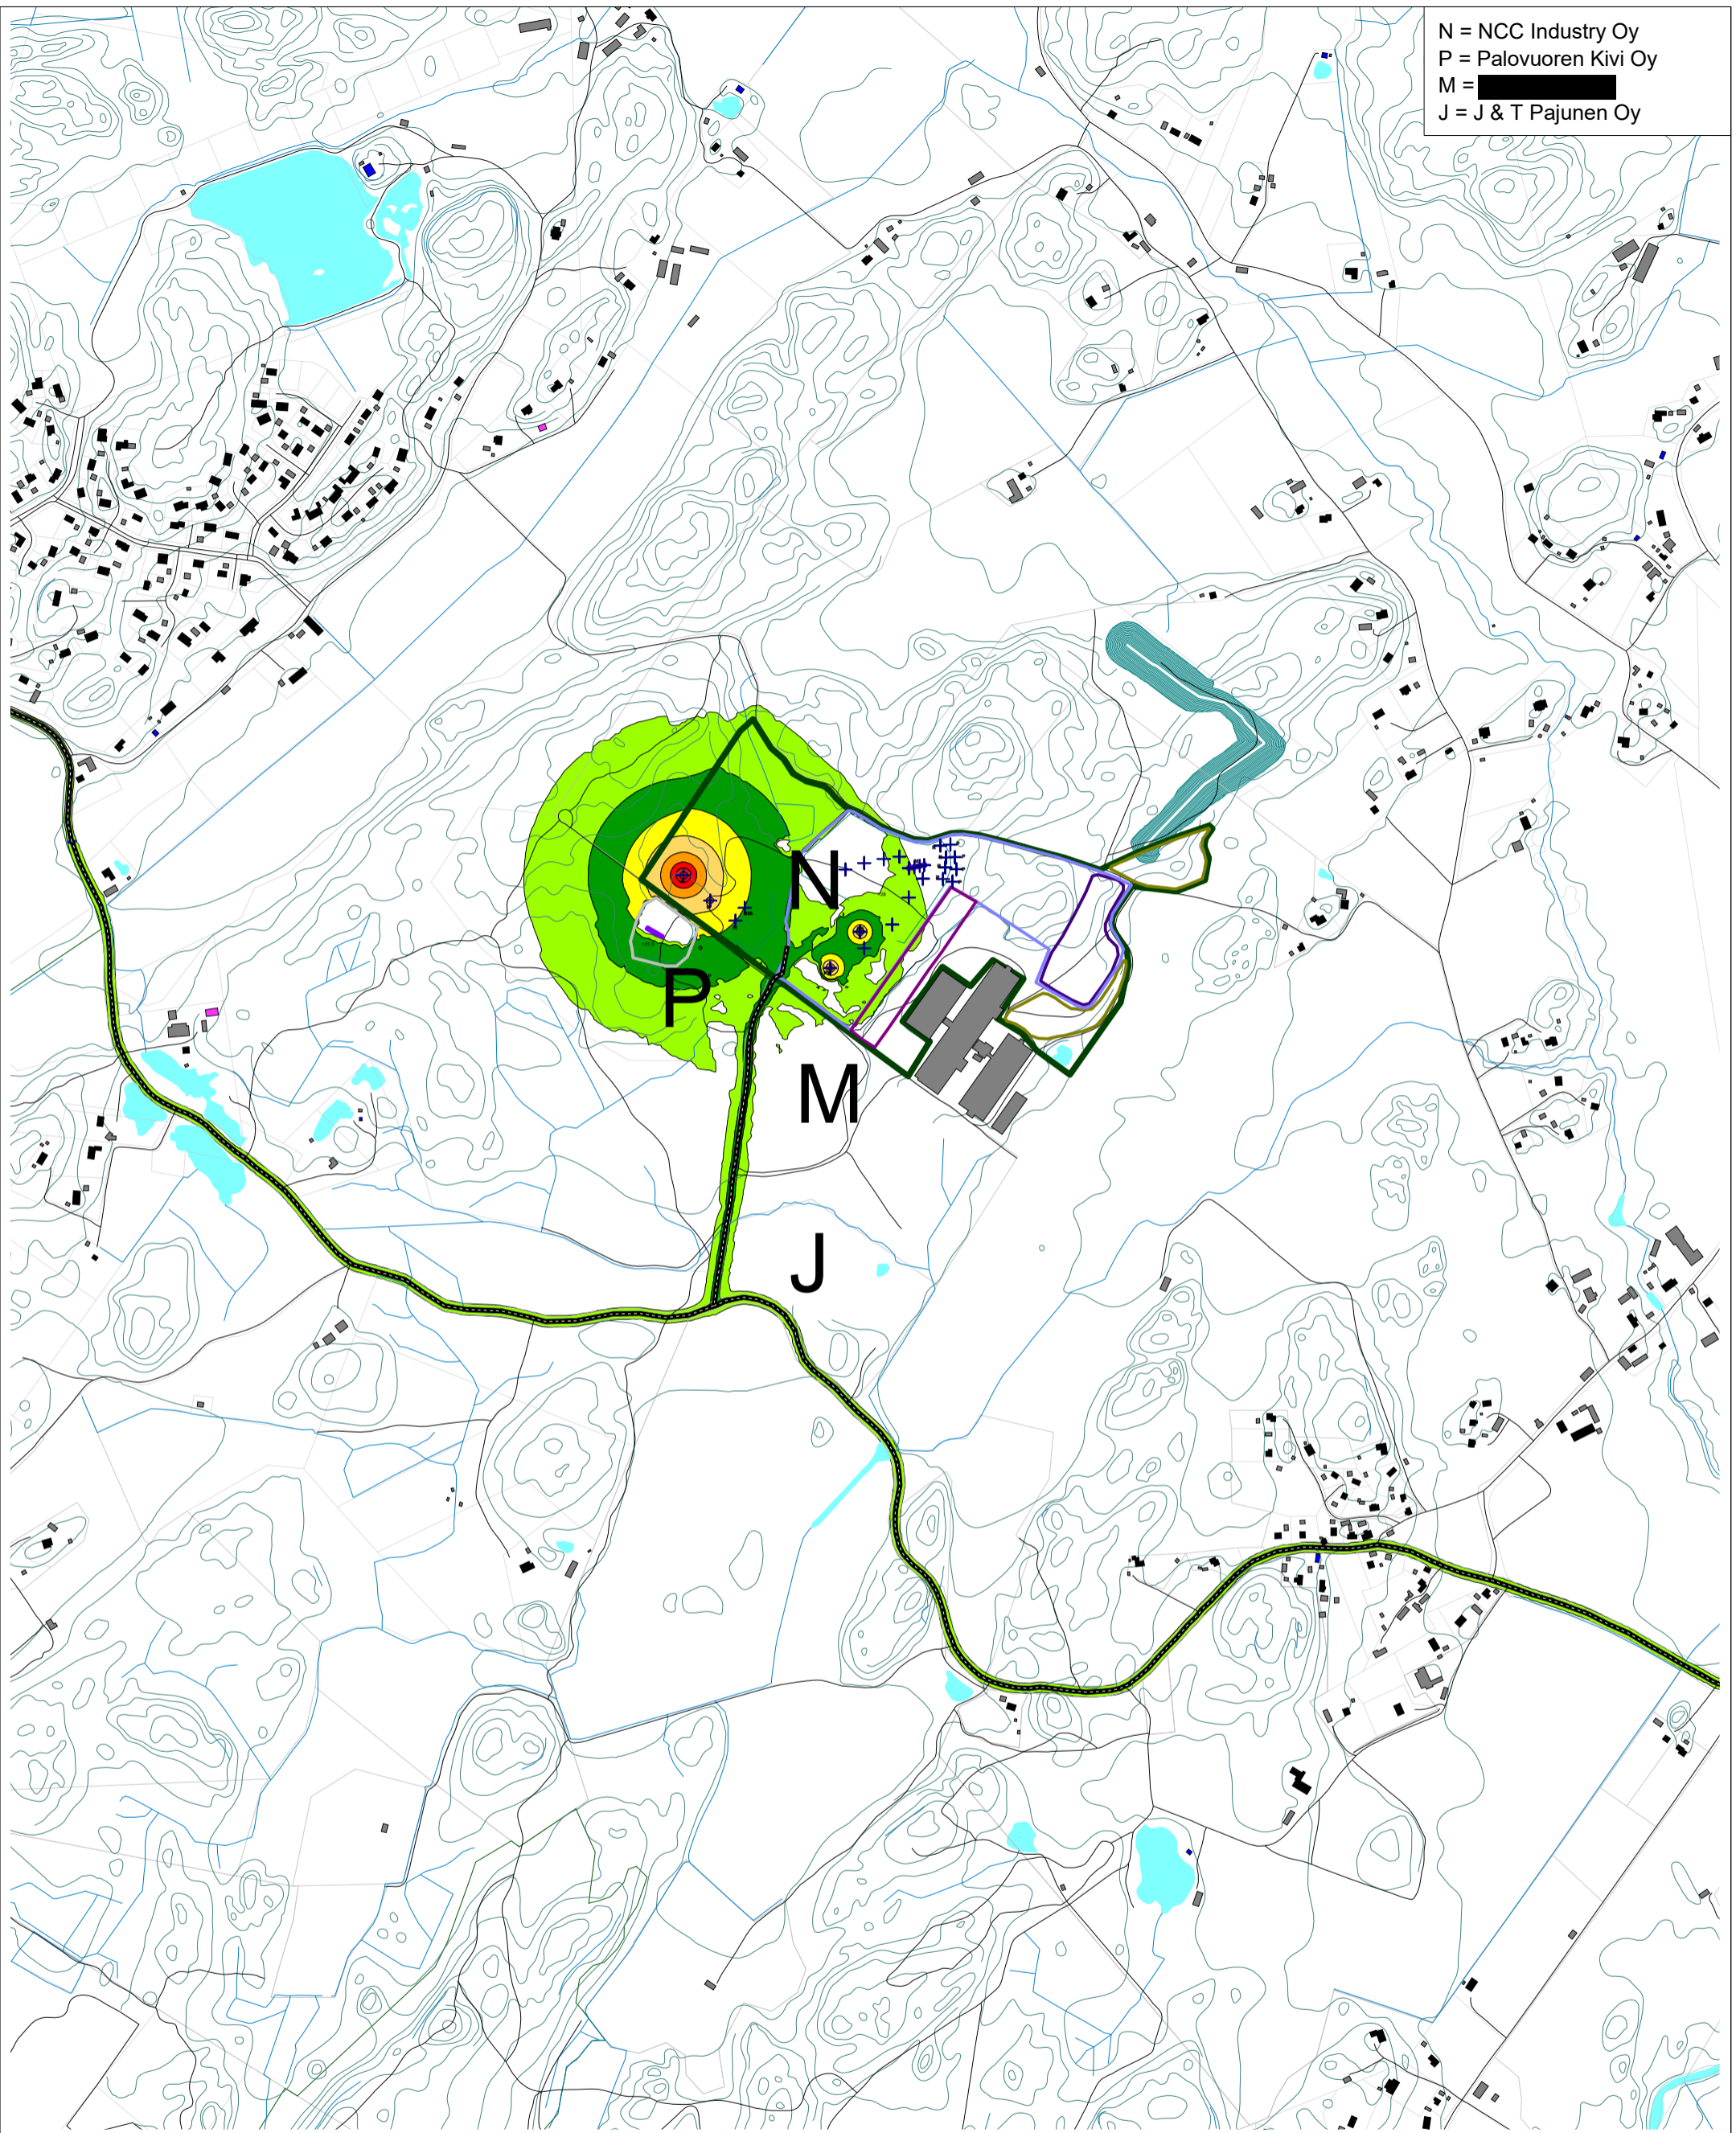 N = NCC Industry Oy
P = Palovuoren Kivi Oy
M =
J = J & T Pajunen Oy
N
P
M
J